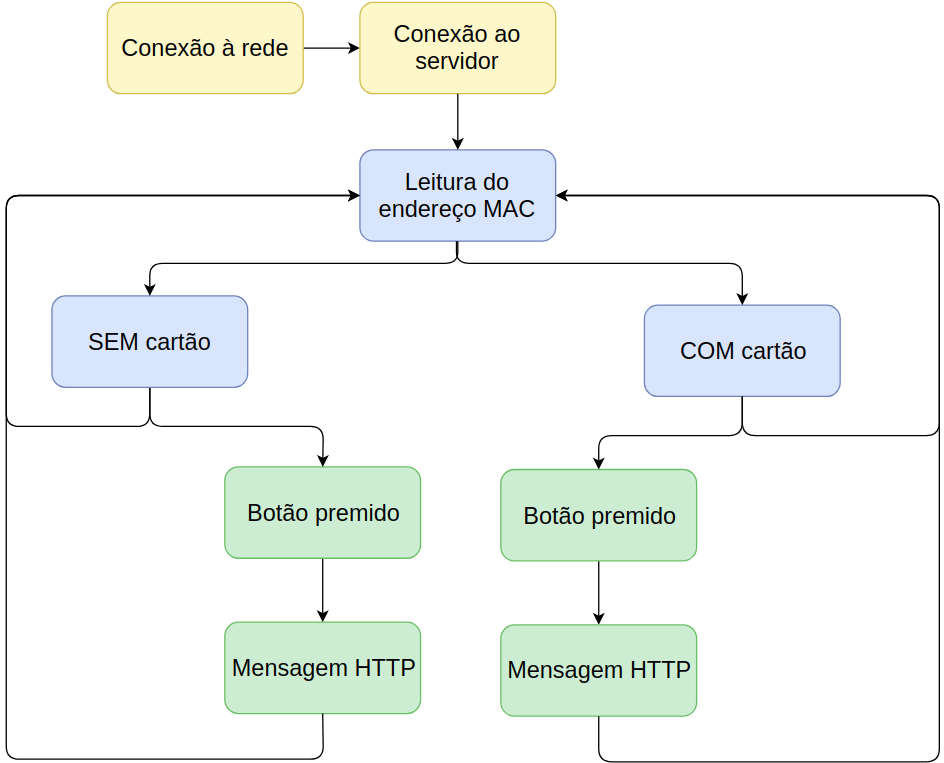 Conexão à rede
Conexão ao
servidor
Leitura do
endereço MAC
SEM cartão
COM cartão
Botão premido
Botão premido
Mensagem HTTP
Mensagem HTTP